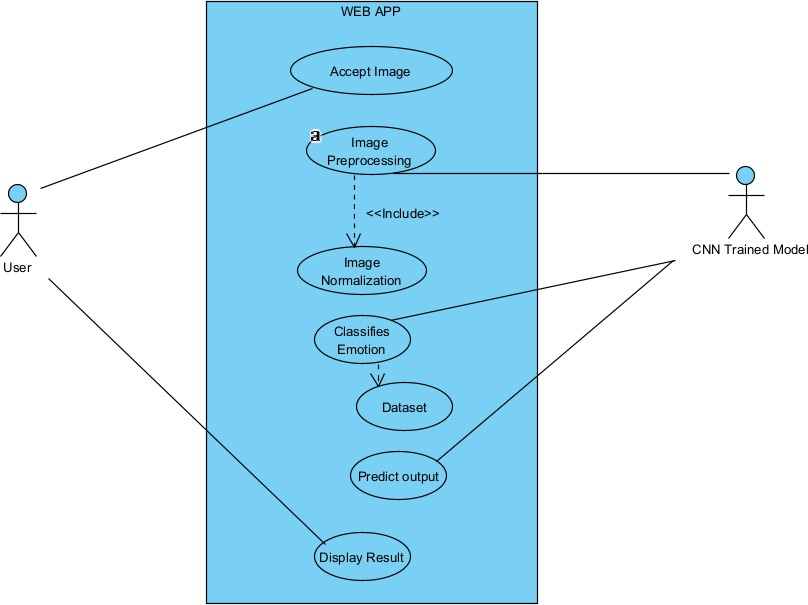 WEB APP
Accept Image
a
Image
Preprocessing
<<Include>>
User
CNN Trained Model
Image
Normalization
Classifies
Emotion
Dataset
Predict output
Display Result